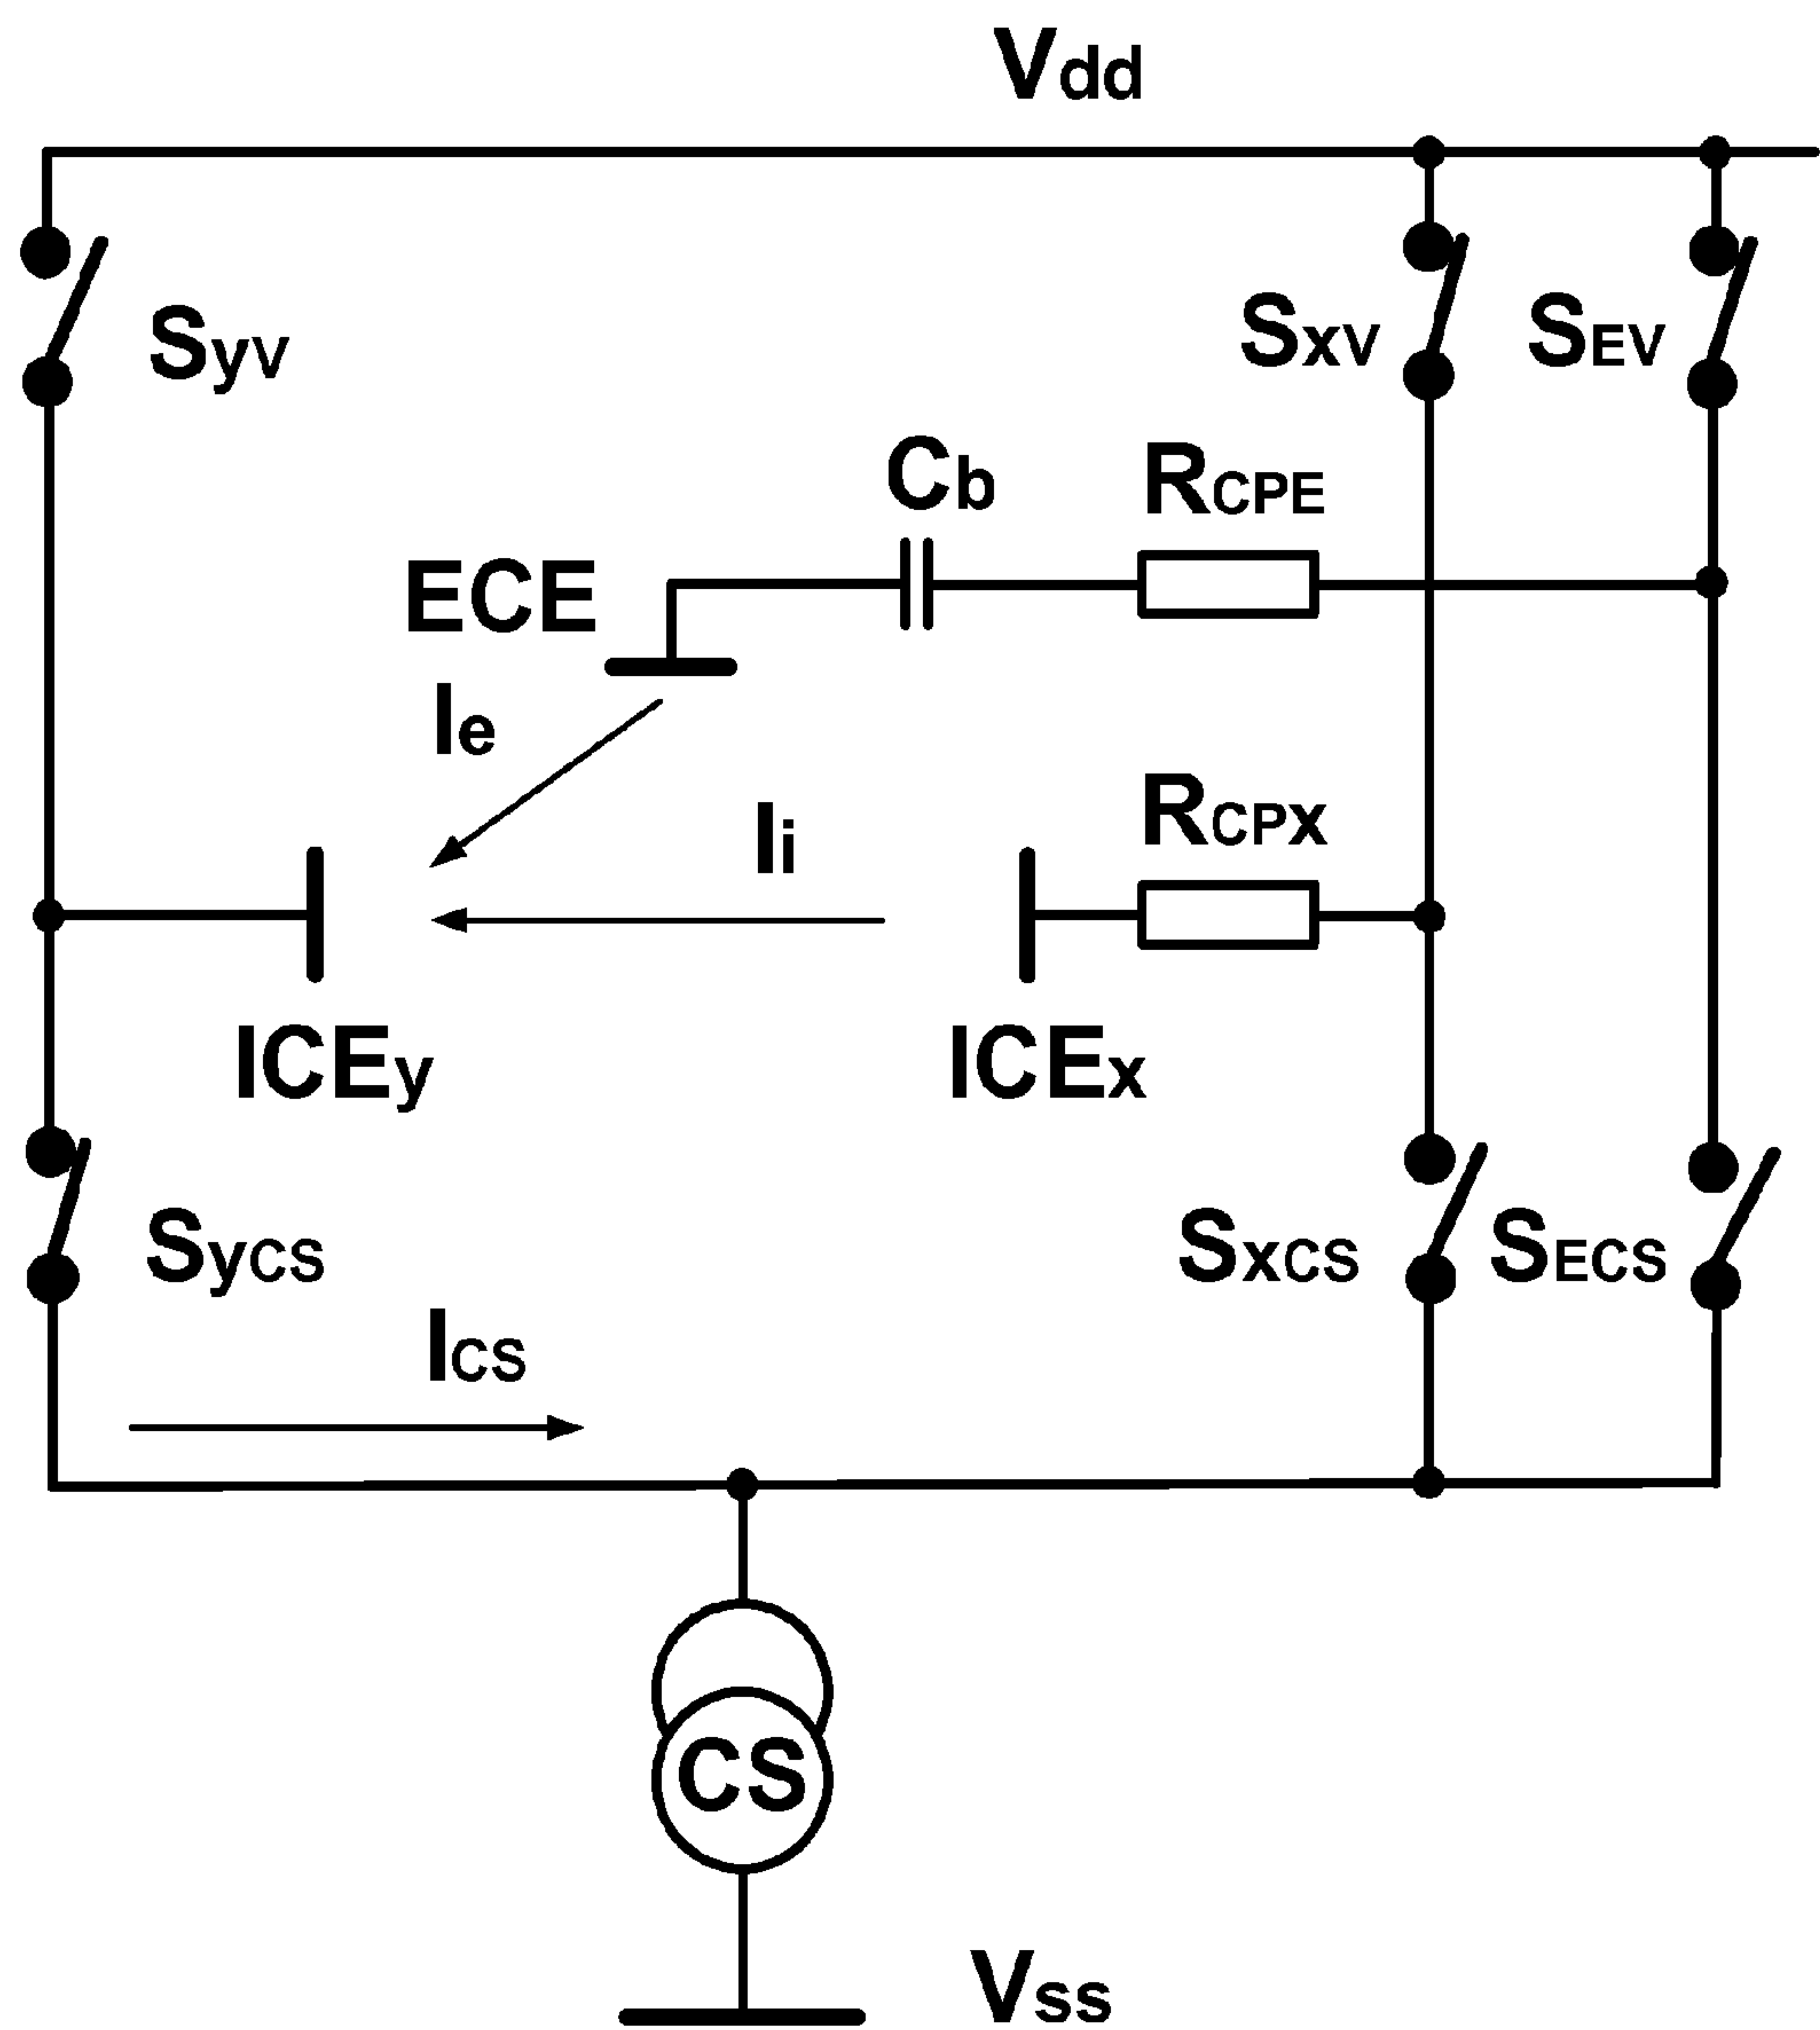 Vdd
SyV
SxV
SEV
Cb
RCPE
ECE
Ie
Ii
RCPx
ICEy
ICEx
SyCS
SxCS
SECS
ICS
CS
Vss